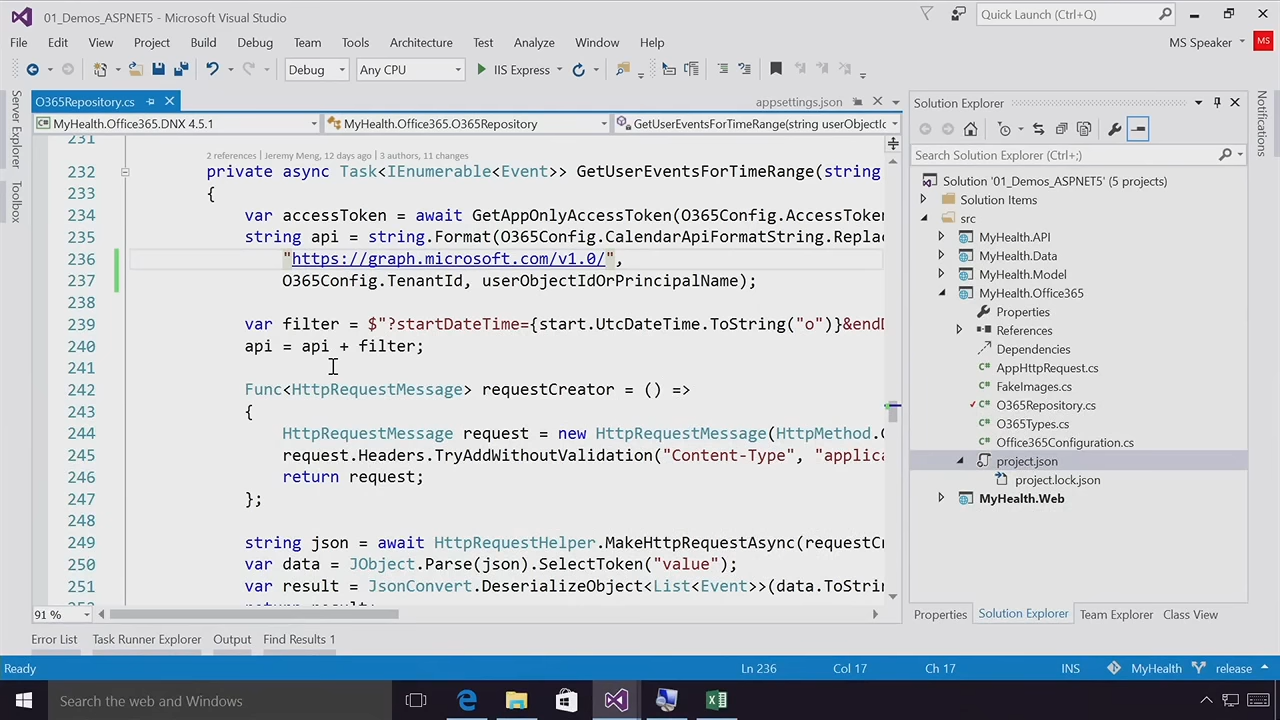 01_Demos_ASPNET5 - Microsoft Visual Studio
Quick Launch (Ctrl+Q)
File Edit View Project Build Debug Team Tools Architecture Test Analyze Window Help
MS Speaker MS
Debug Any CPU IIS Express
Server Explorer
Toolbox
O365Repository.cs
appsettings.json
MyHealth.Office365.DNX 4.5.1
MyHealth.Office365.O365Repository
GetUserEventsForTimeRange(string userObjectIc
231
2 references | Jeremy Meng, 12 days ago | 3 authors, 11 changes
232 private async Task<IEnumerable<Event>> GetUserEventsForTimeRange(string
233 {
234 var accessToken = await GetAppOnlyAccessToken(O365Config.AccessToken
235 string api = string.Format(O365Config.CalendarApiFormatString.Replac
236 "https://graph.microsoft.com/v1.0/",
237 O365Config.TenantId, userObjectIdOrPrincipalName);
238
239 var filter = $"?startDateTime={start.UtcDateTime.ToString("o")}&endD
240 api = api + filter;
241
242 Func<HttpRequestMessage> requestCreator = () =>
243 {
244 HttpRequestMessage request = new HttpRequestMessage(HttpMethod.G
245 request.Headers.TryAddWithoutValidation("Content-Type", "applica
246 return request;
247 };
248
249 string json = await HttpRequestHelper.MakeHttpRequestAsync(requestCr
250 var data = JObject.Parse(json).SelectToken("value");
251 var result = JsonConvert.DeserializeObject<List<Event>>(data.ToStrin
252 return result;
91 %
Solution Explorer
Search Solution Explorer (Ctrl+;)
Solution '01_Demos_ASPNET5' (5 projects)
Solution Items
src
MyHealth.API
MyHealth.Data
MyHealth.Model
MyHealth.Office365
Properties
References
Dependencies
AppHttpRequest.cs
FakeImages.cs
O365Repository.cs
O365Types.cs
Office365Configuration.cs
project.json
project.lock.json
MyHealth.Web
Properties Solution Explorer Team Explorer Class View
Notifications
Error List Task Runner Explorer Output Find Results 1
Ready Ln 236 Col 17 Ch 17 INS MyHealth release
Search the web and Windows